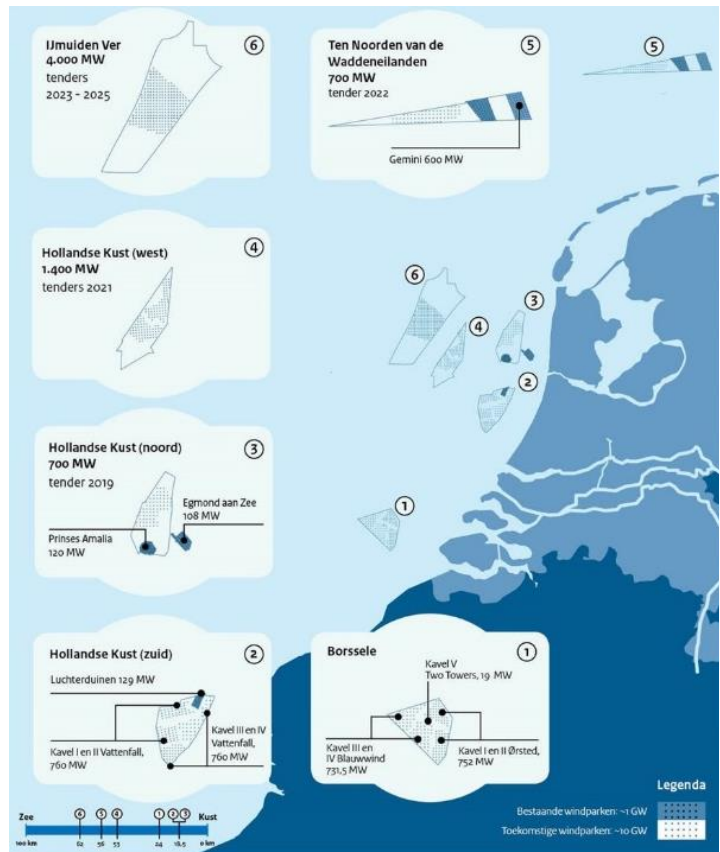 IJmuiden Ver
4.000 MW
tenders
2023 - 2025
6
Ten Noorden van de
Waddeneilanden
700 MW
tender 2022
5
Gemini 600 MW
5
Hollandse Kust (west)
1.400 MW
tenders 2021
4
6
4
3
2
1
Hollandse Kust (noord)
700 MW
tender 2019
3
Egmond aan Zee
108 MW
Prinses Amalia
120 MW
Hollandse Kust (zuid)
2
Luchterduinen 129 MW
Kavel III en IV
Vattenfall,
760 MW
Kavel I en II Vattenfall,
760 MW
Borssele
1
Kavel V
Two Towers, 19 MW
Kavel III en
IV Blauwwind
731,5 MW
Kavel I en II Ørsted,
752 MW
Legenda
Bestaande windparken: ~1 GW
Toekomstige windparken: ~10 GW
Zee
6 5 4 1 2 3
Kust
100 km 62 56 53 24 18,5 0 km